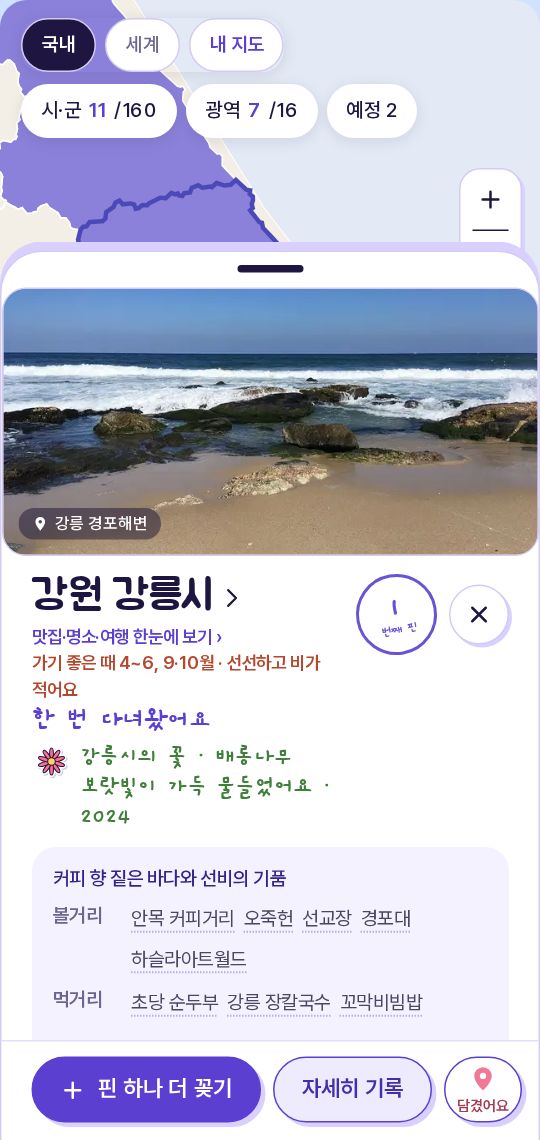 국내 세계 내 지도
시·군 11 /160 광역 7 /16 예정 2
+
강릉 경포해변
강원 강릉시 ›
1
번째 핀
맛집·명소·여행 한눈에 보기 ›
가기 좋은 때 4~6, 9·10월 · 선선하고 비가
적어요
한 번 다녀왔어요
강릉시의 꽃 · 배롱나무
보랏빛이 가득 물들었어요 ·
2024
커피 향 짙은 바다와 선비의 기품
볼거리 안목 커피거리 오죽헌 선교장 경포대
하슬라아트월드
먹거리 초당 순두부 강릉 장칼국수 꼬막비빔밥
+ 핀 하나 더 꽂기 자세히 기록 담겼어요